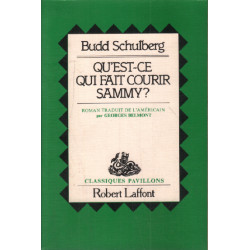 Budd Schulberg
QU'EST-CE
QUI FAIT COURIR
SAMMY?
ROMAN TRADUIT DE L'AMÉRICAIN
par GEORGES BELMONT
CLASSIQUES PAVILLONS
Robert Laffont